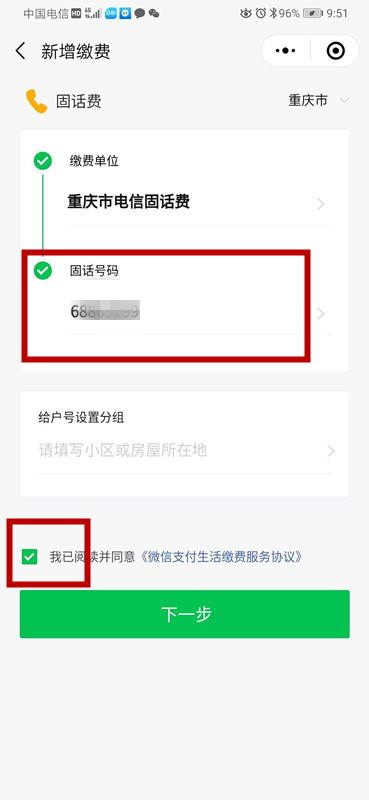 中国电信 HD 96% 9:51
新增缴费
固话费 重庆市
缴费单位
重庆市电信固话费
固话号码
给户号设置分组
请填写小区或房屋所在地
我已阅读并同意《微信支付生活缴费服务协议》
下一步